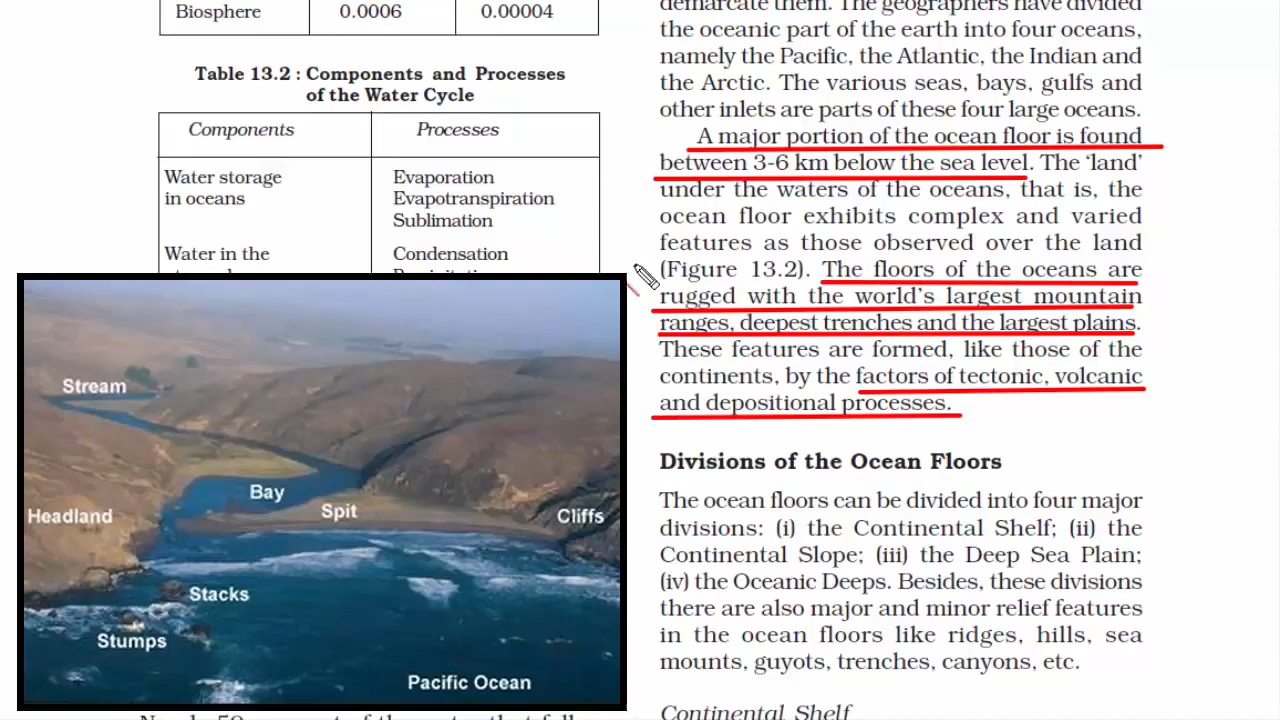 Biosphere 0.0006 0.00004
Table 13.2 : Components and Processes
of the Water Cycle
Components Processes
Water storage Evaporation
in oceans Evapotranspiration
Sublimation
Water in the Condensation
Stream
Bay
Spit
Headland
Cliffs
Stacks
Stumps
Pacific Ocean
demarcate them. The geographers have divided
the oceanic part of the earth into four oceans,
namely the Pacific, the Atlantic, the Indian and
the Arctic. The various seas, bays, gulfs and
other inlets are parts of these four large oceans.
A major portion of the ocean floor is found
between 3-6 km below the sea level. The ‘land’
under the waters of the oceans, that is, the
ocean floor exhibits complex and varied
features as those observed over the land
(Figure 13.2). The floors of the oceans are
rugged with the world’s largest mountain
ranges, deepest trenches and the largest plains.
These features are formed, like those of the
continents, by the factors of tectonic, volcanic
and depositional processes.
Divisions of the Ocean Floors
The ocean floors can be divided into four major
divisions: (i) the Continental Shelf; (ii) the
Continental Slope; (iii) the Deep Sea Plain;
(iv) the Oceanic Deeps. Besides, these divisions
there are also major and minor relief features
in the ocean floors like ridges, hills, sea
mounts, guyots, trenches, canyons, etc.
Continental Shelf